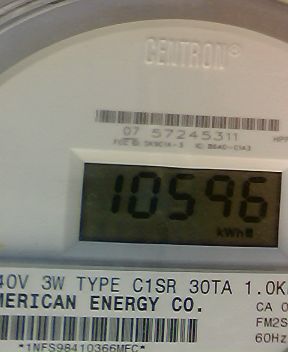 CENTRON®
07 57245311
10596
kWh
40V 3W TYPE C1SR 30TA 1.0K
MERICAN ENERGY CO.
CA 0
FM2S
60Hz
*1NFS98410366MEC*